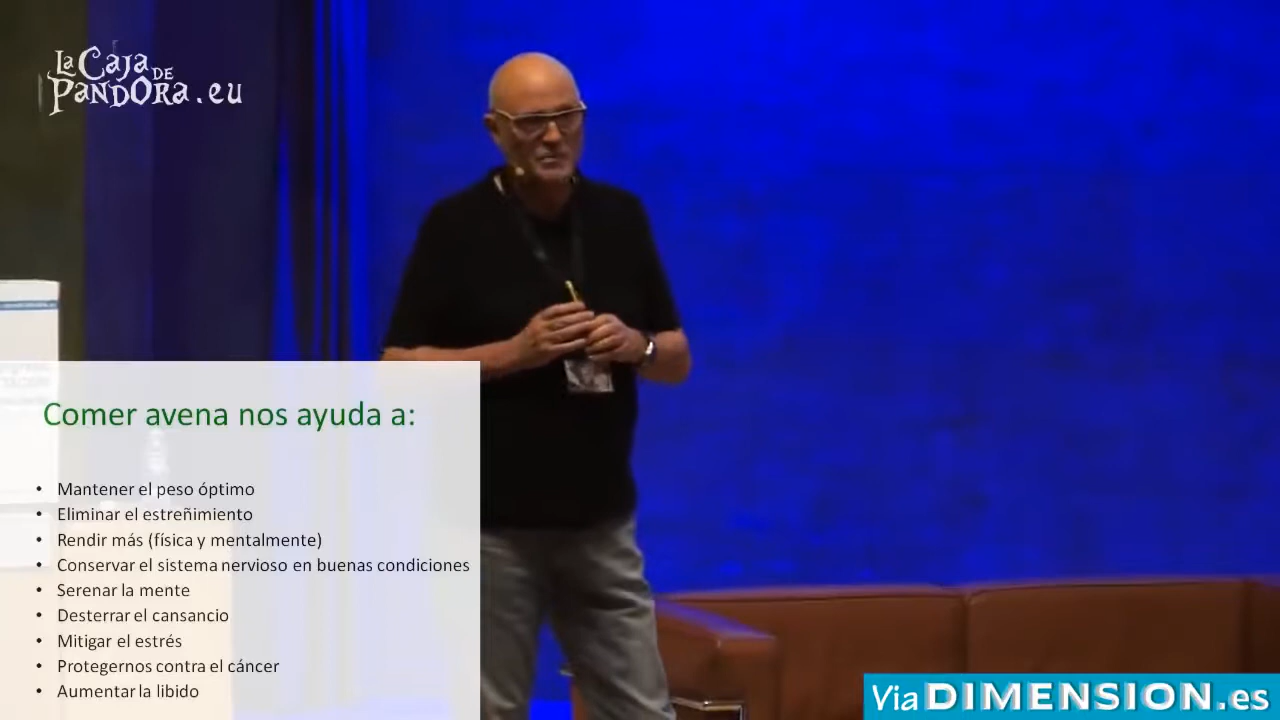 La Caja de
Pandora.eu
Comer avena nos ayuda a:
• Mantener el peso óptimo
• Eliminar el estreñimiento
• Rendir más (física y mentalmente)
• Conservar el sistema nervioso en buenas condiciones
• Serenar la mente
• Desterrar el cansancio
• Mitigar el estrés
• Protegernos contra el cáncer
• Aumentar la libido
Via DIMENSION.es